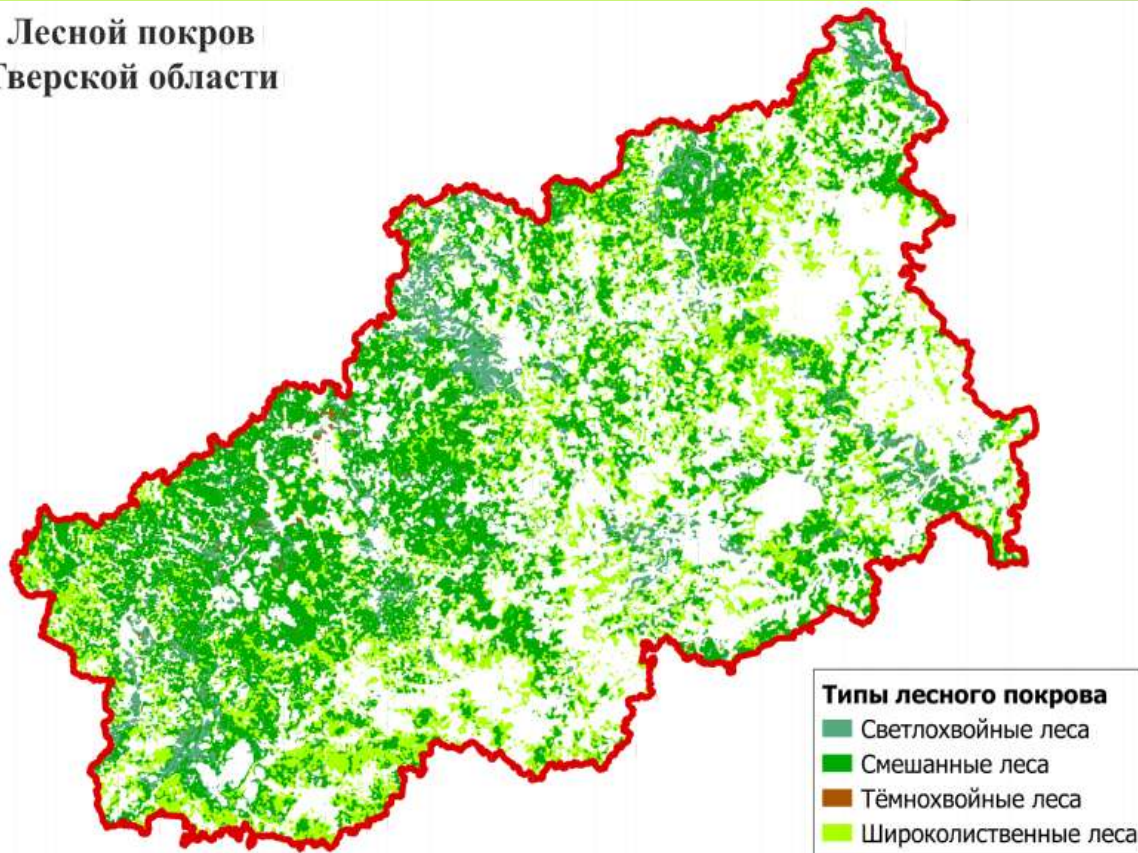 Лесной покров
Тверской области
Типы лесного покрова
Светлохвойные леса
Смешанные леса
Тёмнохвойные леса
Широколиственные леса